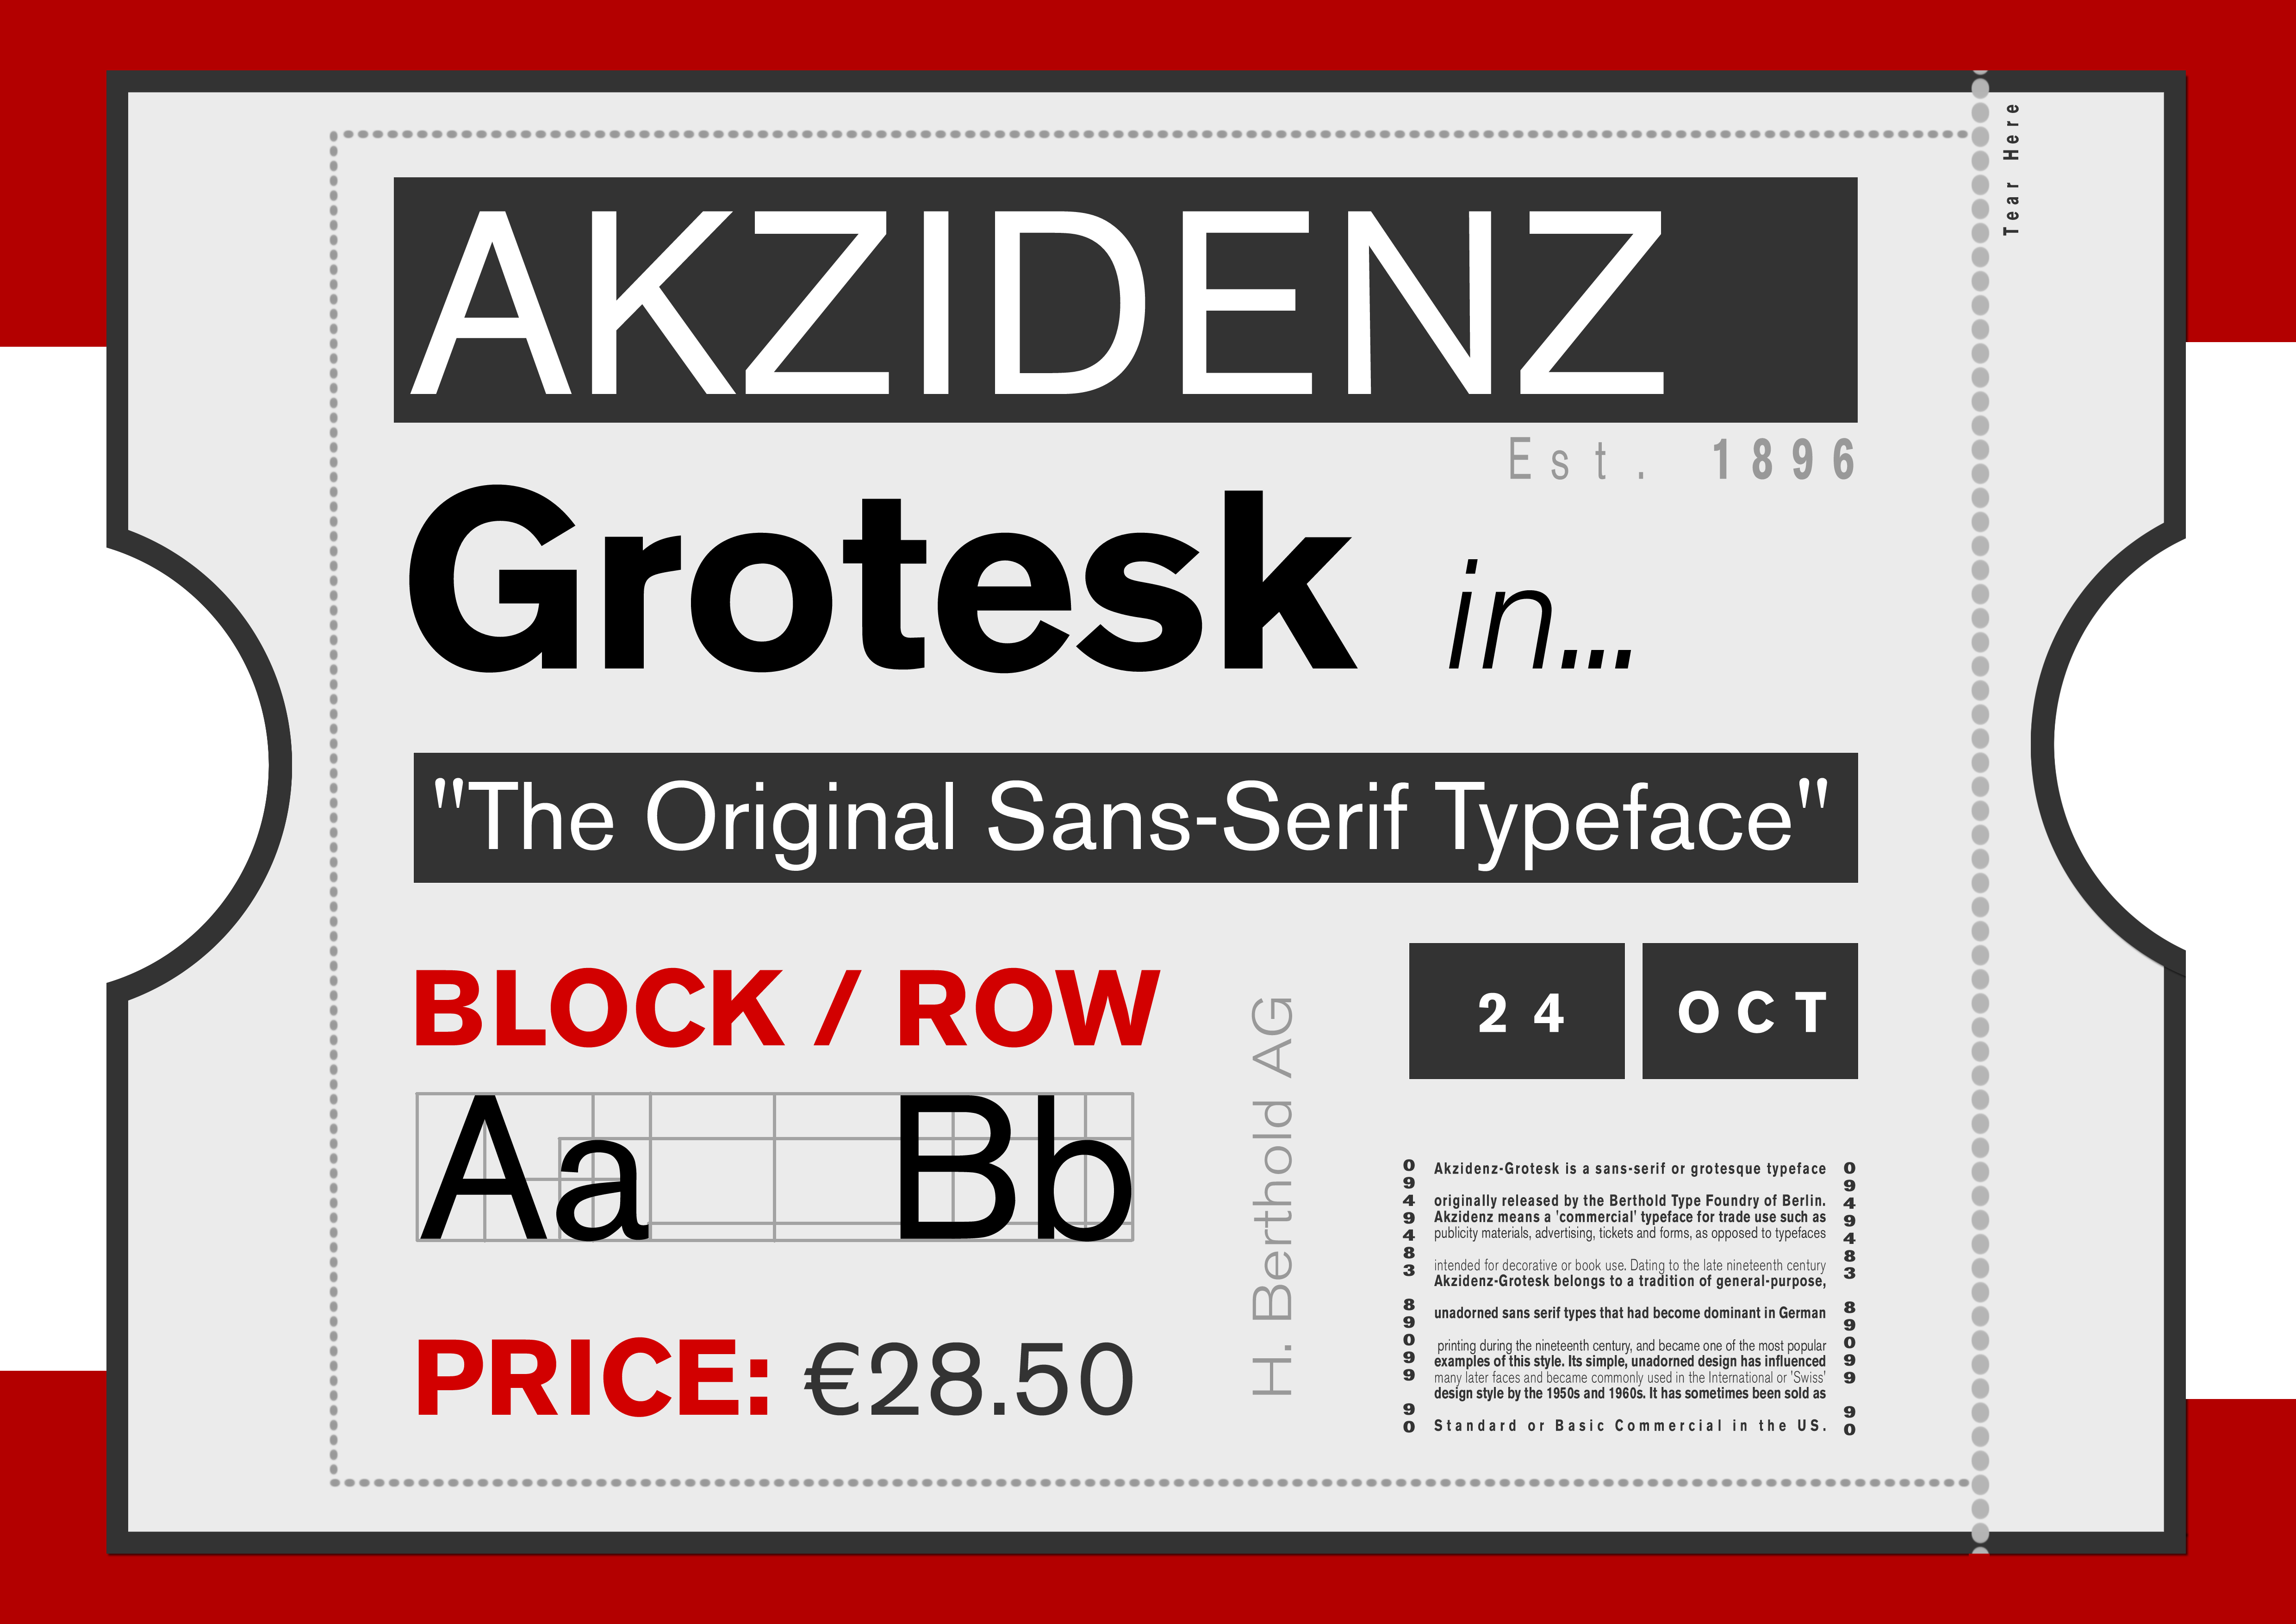 Tear Here
AKZIDENZ
Est. 1896
Grotesk in...
"The Original Sans-Serif Typeface"
BLOCK / ROW
24 OCT
Aa Bb
H. Berthold AG
PRICE: €28.50
0949483 89099 90
Akzidenz-Grotesk is a sans-serif or grotesque typeface
originally released by the Berthold Type Foundry of Berlin.
Akzidenz means a 'commercial' typeface for trade use such as
publicity materials, advertising, tickets and forms, as opposed to typefaces
intended for decorative or book use. Dating to the late nineteenth century
Akzidenz-Grotesk belongs to a tradition of general-purpose,
unadorned sans serif types that had become dominant in German
printing during the nineteenth century, and became one of the most popular
examples of this style. Its simple, unadorned design has influenced
many later faces and became commonly used in the International or 'Swiss'
design style by the 1950s and 1960s. It has sometimes been sold as
Standard or Basic Commercial in the US.
0949483 89099 90